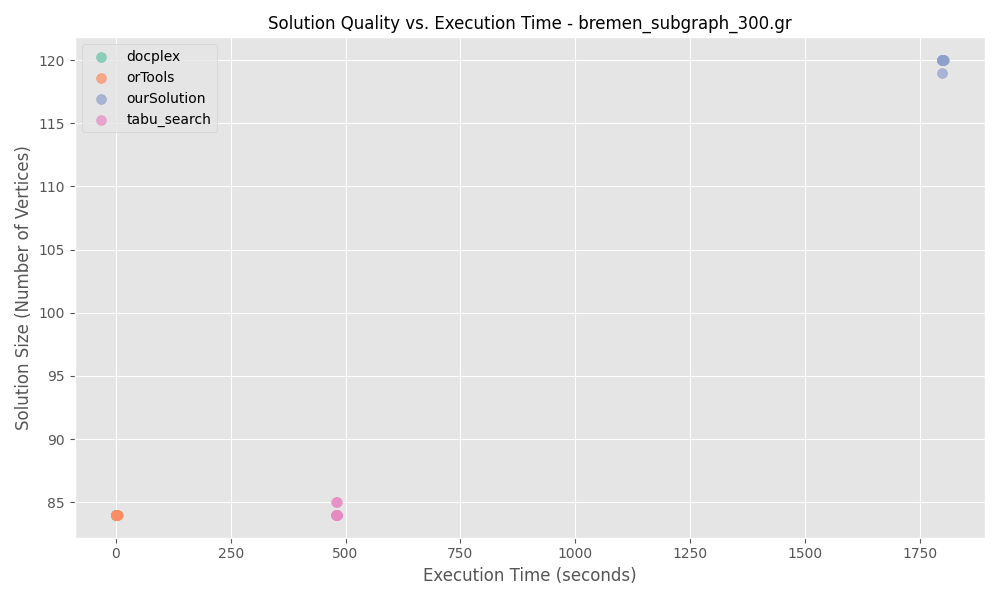 Solution Quality vs. Execution Time - bremen_subgraph_300.gr
docplex
orTools
ourSolution
tabu_search
Solution Size (Number of Vertices)
120
115
110
105
100
95
90
85
0 250 500 750 1000 1250 1500 1750
Execution Time (seconds)